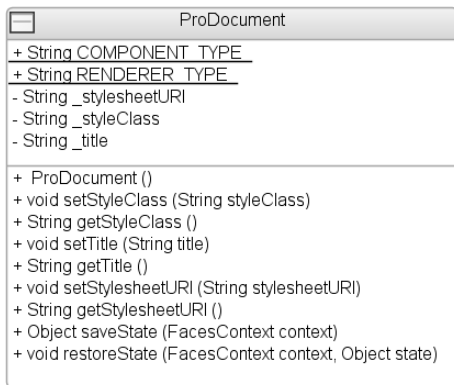 ProDocument
+ String COMPONENT_TYPE
+ String RENDERER_TYPE
- String _stylesheetURI
- String _styleClass
- String _title
+ ProDocument ()
+ void setStyleClass (String styleClass)
+ String getStyleClass ()
+ void setTitle (String title)
+ String getTitle ()
+ void setStylesheetURI (String stylesheetURI)
+ String getStylesheetURI ()
+ Object saveState (FacesContext context)
+ void restoreState (FacesContext context, Object state)